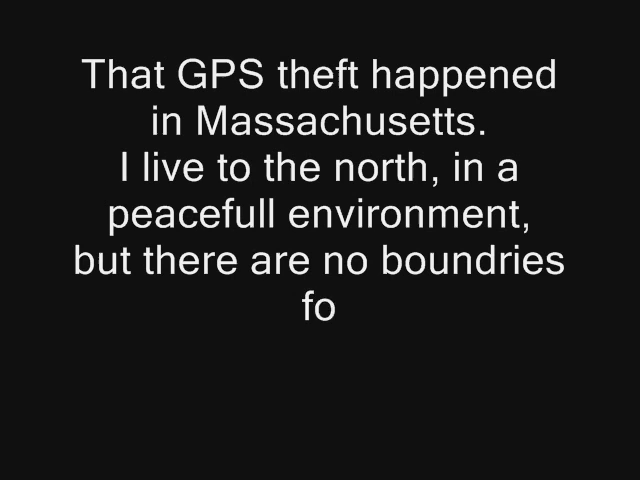 That GPS theft happened
in Massachusetts.
I live to the north, in a
peacefull environment,
but there are no boundries
fo